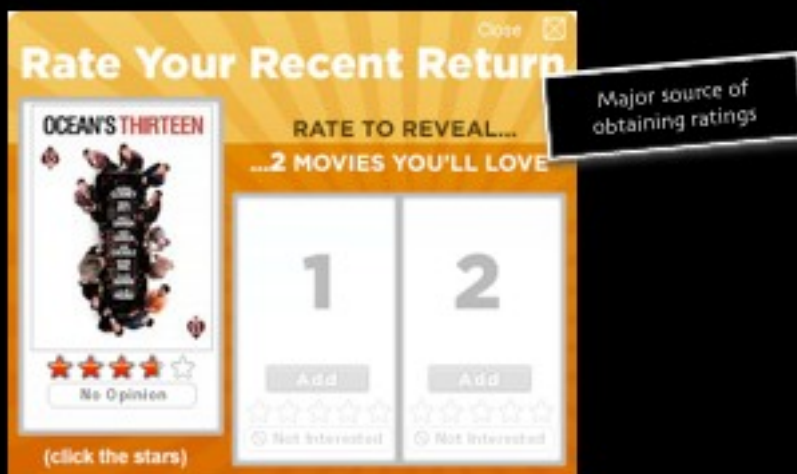 Close
Rate Your Recent Return
Major source of
obtaining ratings
OCEAN'S THIRTEEN
RATE TO REVEAL...
...2 MOVIES YOU'LL LOVE
1
2
Add
Add
No Opinion
Not Interested
Not Interested
(click the stars)